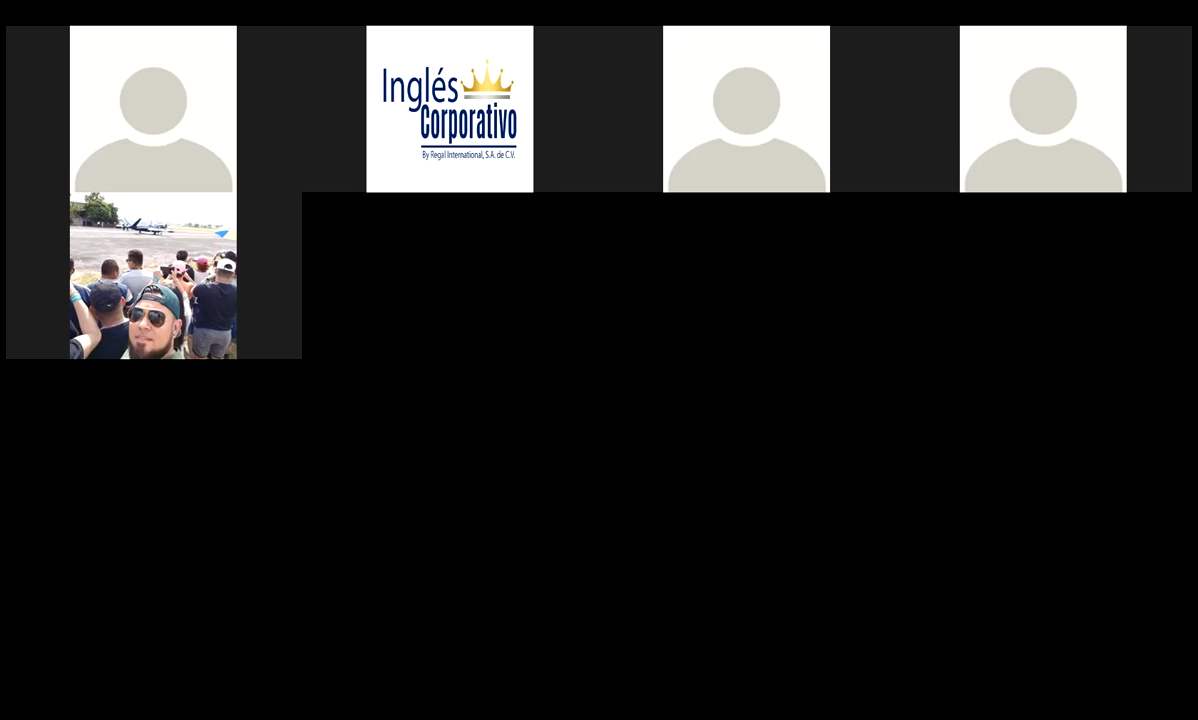 Inglés
Corporativo
By Regal International, S.A. de C.V.